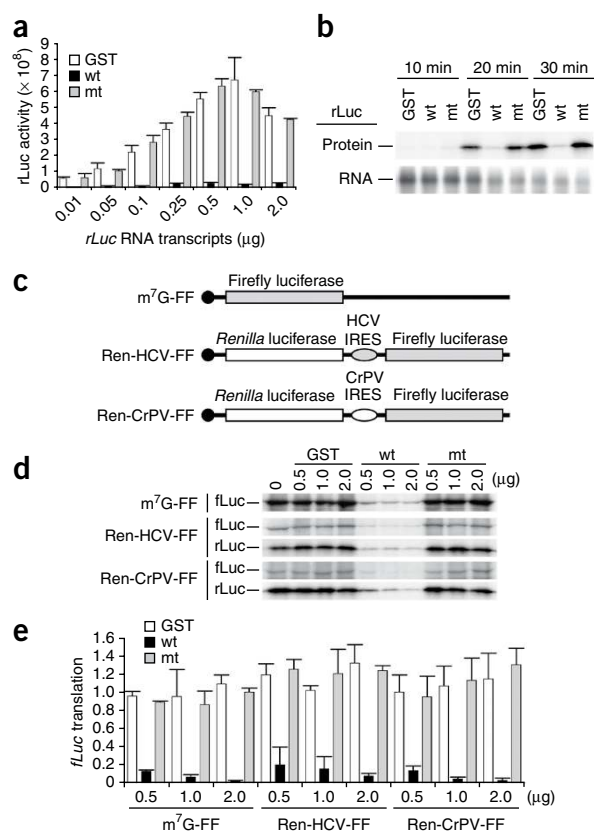 a
rLuc activity (× 10⁸)
9
8
7
6
5
4
3
2
1
0
GST
wt
mt
0.01 0.05 0.1 0.25 0.5 1.0 2.0
rLuc RNA transcripts (µg)
b
10 min 20 min 30 min
rLuc GST wt mt GST wt mt GST wt mt
Protein
RNA
c
Firefly luciferase
m⁷G-FF
HCV
Renilla luciferase IRES Firefly luciferase
Ren-HCV-FF
CrPV
Renilla luciferase IRES Firefly luciferase
Ren-CrPV-FF
d
GST wt mt
0 0.5 1.0 2.0 0.5 1.0 2.0 0.5 1.0 2.0 (µg)
m⁷G-FF fLuc
Ren-HCV-FF fLuc
rLuc
Ren-CrPV-FF fLuc
rLuc
e
GST
wt
mt
fLuc translation
1.6
1.4
1.2
1.0
0.8
0.6
0.4
0.2
0
0.5 1.0 2.0 0.5 1.0 2.0 0.5 1.0 2.0 (µg)
m⁷G-FF Ren-HCV-FF Ren-CrPV-FF